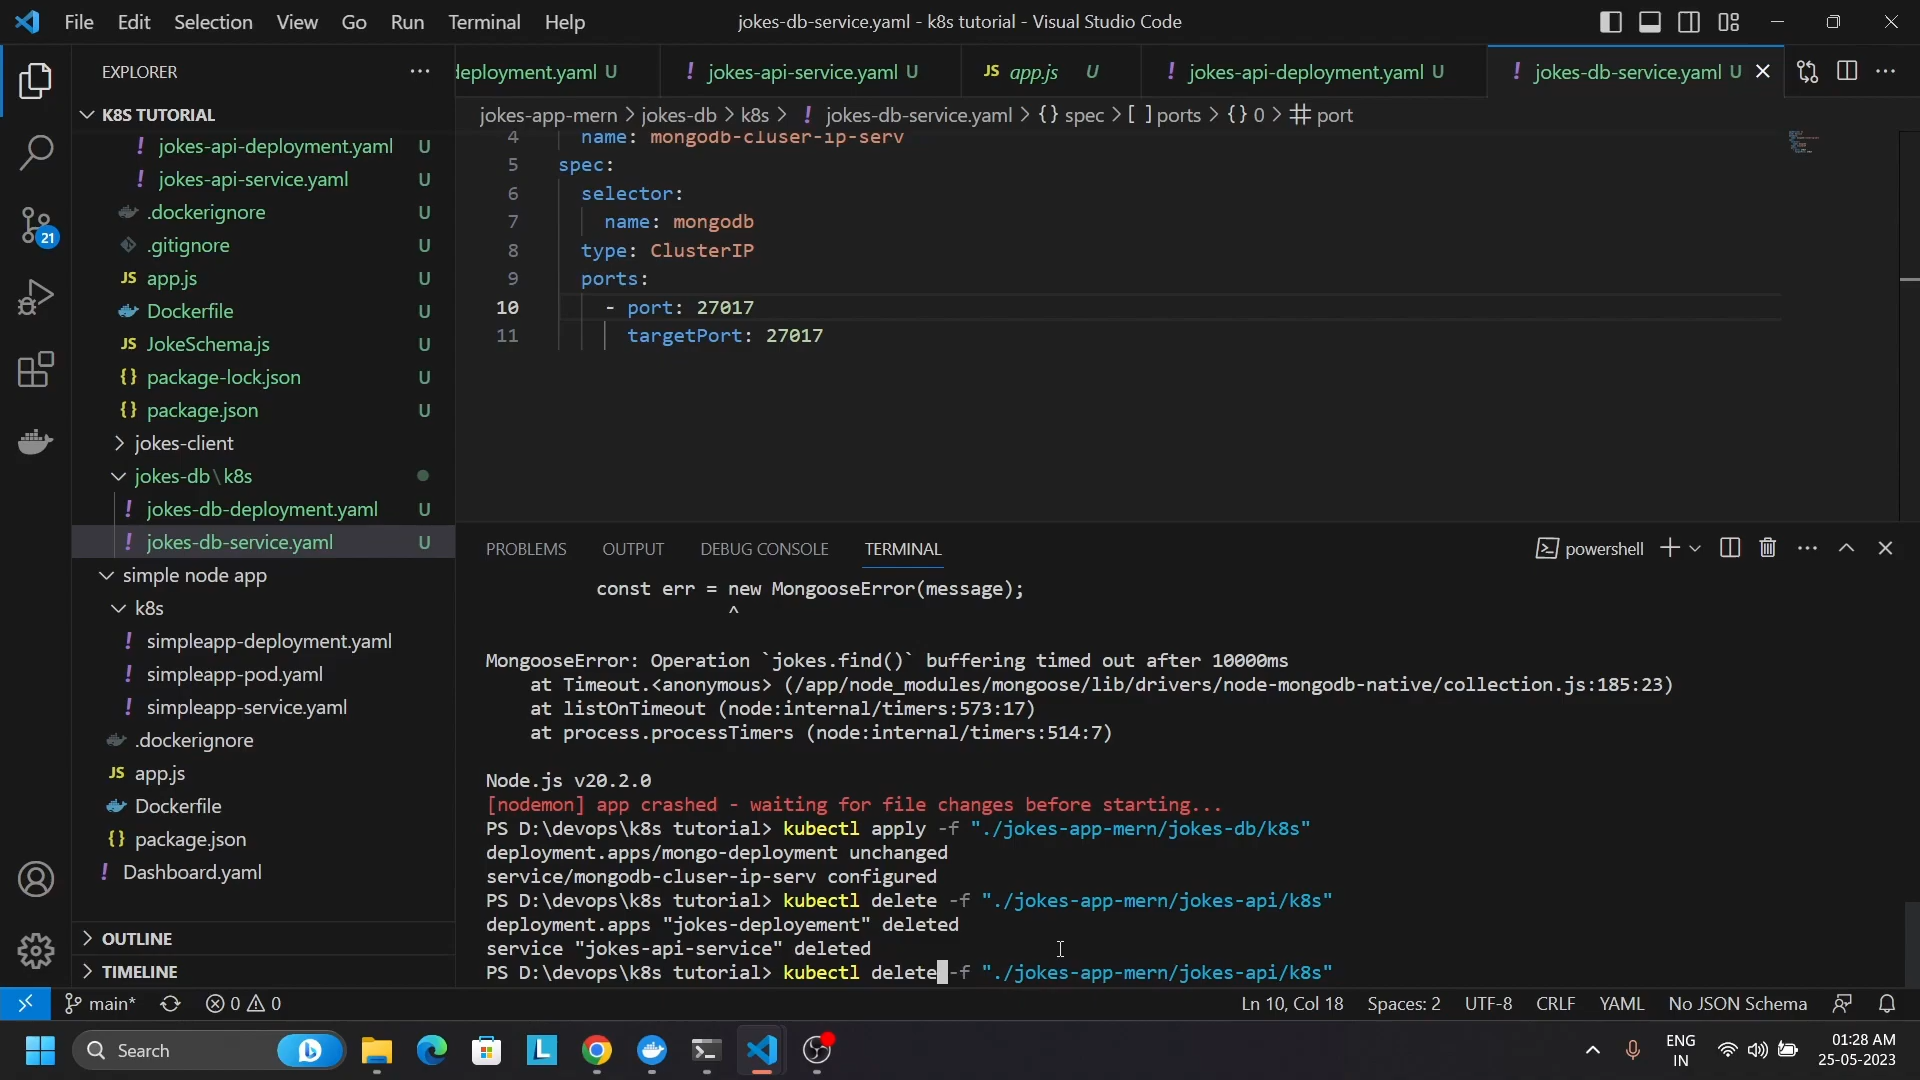 File Edit Selection View Go Run Terminal Help
jokes-db-service.yaml - k8s tutorial - Visual Studio Code
EXPLORER
deployment.yaml U
! jokes-api-service.yaml U
JS app.js U
! jokes-api-deployment.yaml U
! jokes-db-service.yaml U
K8S TUTORIAL
jokes-app-mern > jokes-db > k8s > ! jokes-db-service.yaml > {} spec > [ ] ports > {} 0 > # port
! jokes-api-deployment.yaml U
! jokes-api-service.yaml U
.dockerignore U
.gitignore U
JS app.js U
Dockerfile U
JS JokeSchema.js U
{} package-lock.json U
{} package.json U
jokes-client
jokes-db\k8s
! jokes-db-deployment.yaml U
! jokes-db-service.yaml U
simple node app
k8s
! simpleapp-deployment.yaml
! simpleapp-pod.yaml
! simpleapp-service.yaml
.dockerignore
JS app.js
Dockerfile
{} package.json
! Dashboard.yaml
OUTLINE
TIMELINE
21
4 name: mongodb-cluser-ip-serv
5 spec:
6 selector:
7 name: mongodb
8 type: ClusterIP
9 ports:
10 - port: 27017
11 targetPort: 27017
PROBLEMS OUTPUT DEBUG CONSOLE TERMINAL
powershell
const err = new MongooseError(message);
^
MongooseError: Operation `jokes.find()` buffering timed out after 10000ms
at Timeout.<anonymous> (/app/node_modules/mongoose/lib/drivers/node-mongodb-native/collection.js:185:23)
at listOnTimeout (node:internal/timers:573:17)
at process.processTimers (node:internal/timers:514:7)
Node.js v20.2.0
[nodemon] app crashed - waiting for file changes before starting...
PS D:\devops\k8s tutorial> kubectl apply -f "./jokes-app-mern/jokes-db/k8s"
deployment.apps/mongo-deployment unchanged
service/mongodb-cluser-ip-serv configured
PS D:\devops\k8s tutorial> kubectl delete -f "./jokes-app-mern/jokes-api/k8s"
deployment.apps "jokes-deployement" deleted
service "jokes-api-service" deleted
PS D:\devops\k8s tutorial> kubectl delete -f "./jokes-app-mern/jokes-api/k8s"
main* 0 0
Ln 10, Col 18 Spaces: 2 UTF-8 CRLF YAML No JSON Schema
Search
L
ENG
IN
01:28 AM
25-05-2023